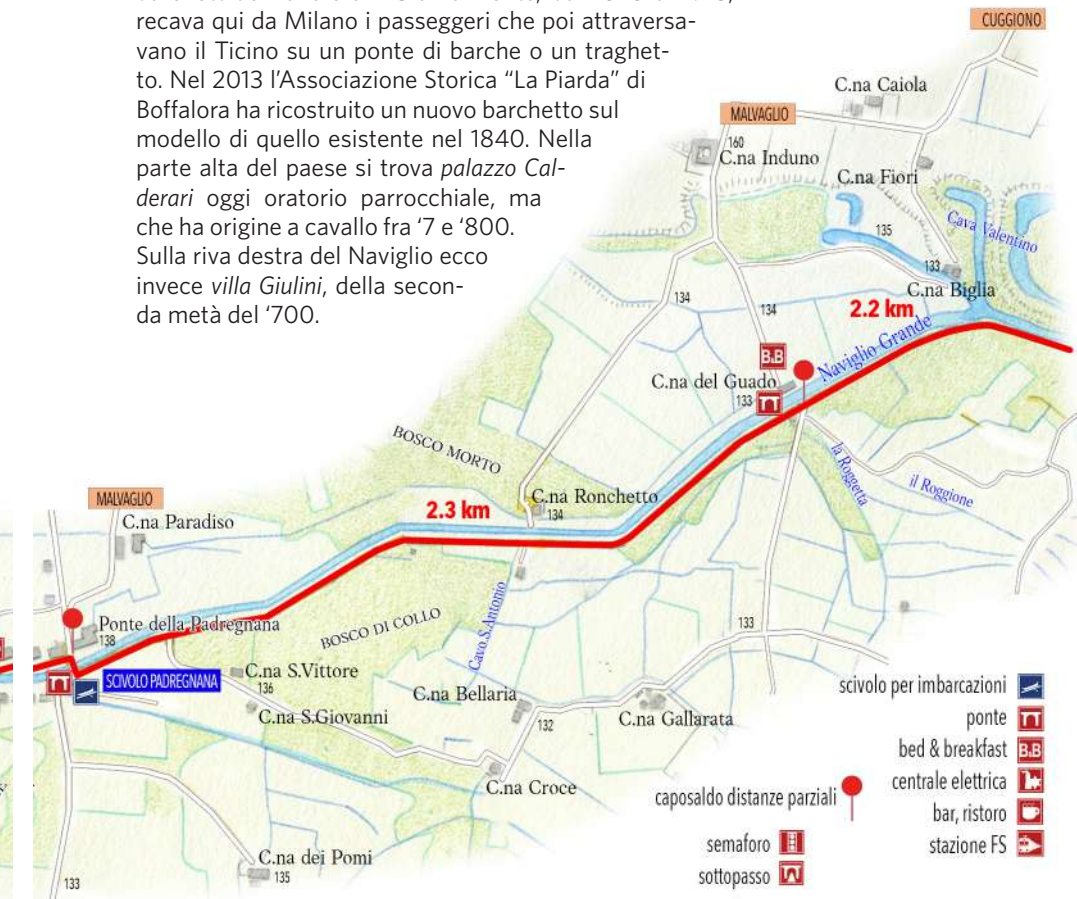 recava qui da Milano i passeggeri che poi attraversa-
vano il Ticino su un ponte di barche o un traghet-
to. Nel 2013 l'Associazione Storica "La Piarda" di
Boffalora ha ricostruito un nuovo barchetto sul
modello di quello esistente nel 1840. Nella
parte alta del paese si trova palazzo Cal-
derari oggi oratorio parrocchiale, ma
che ha origine a cavallo fra '7 e '800.
Sulla riva destra del Naviglio ecco
invece villa Giulini, della secon-
da metà del '700.
CUGGIONO
C.na Caiola
MALVAGLIO
160
C.na Induno
C.na Fiori
135
Cava Valentino
133
C.na Biglia
134
134
2.2 km
Naviglio Grande
B&B
C.na del Guado
133
BOSCO MORTO
la Roggetta
il Roggione
MALVAGLIO
C.na Paradiso
2.3 km
C.na Ronchetto
134
Ponte della Padregnana
138
BOSCO DI COLLO
Cavo S.Antonio
133
SCIVOLO PADREGNANA
C.na S.Vittore
136
C.na S.Giovanni
C.na Bellaria
132
C.na Gallarata
C.na Croce
C.na dei Pomi
135
133
scivolo per imbarcazioni
ponte
bed & breakfast
B&B
centrale elettrica
bar, ristoro
stazione FS
caposaldo distanze parziali
semaforo
sottopasso